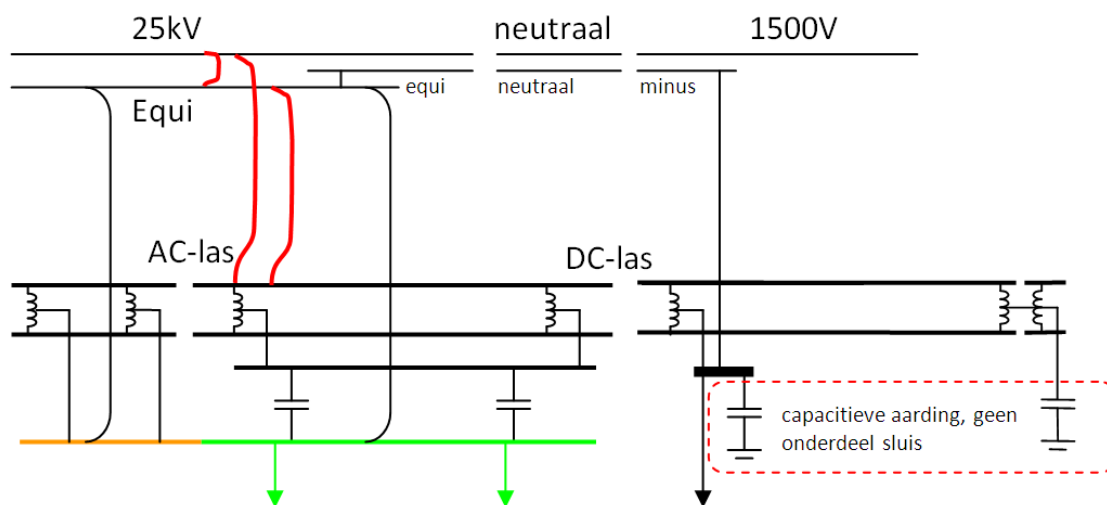 25kV
neutraal
1500V
equi
neutraal
minus
Equi
AC-las
DC-las
capacitieve aarding, geen
onderdeel sluis